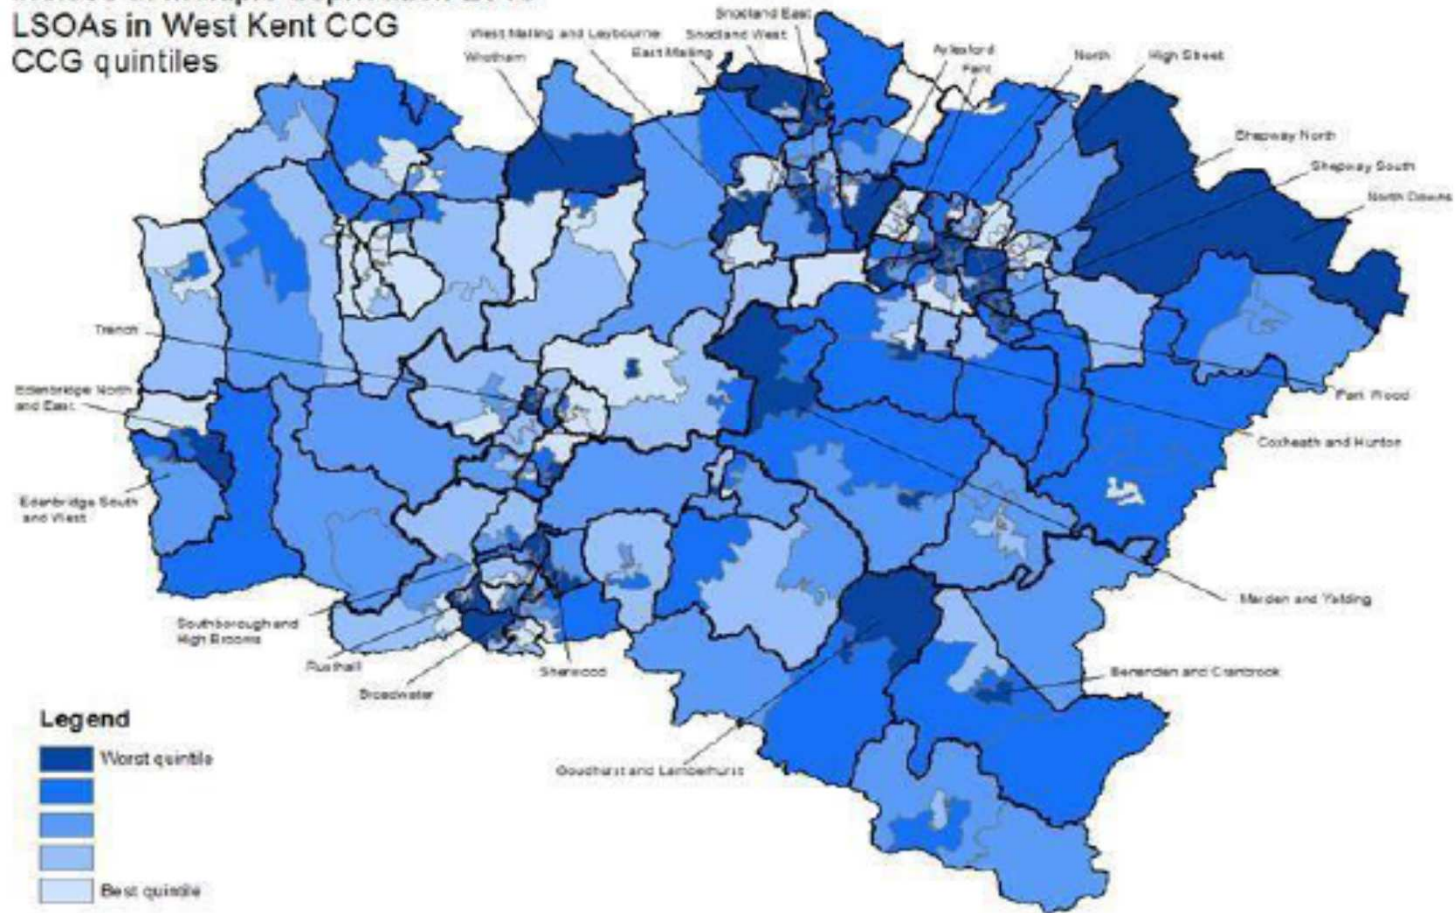 LSOAs in West Kent CCG
CCG quintiles
Snodland East
West Malling and Leybourne
Snodland West
Wrotham
East Malling
Aylesford
Fant
North
High Street
Shepway North
Shepway South
North Downs
Trench
Edenbridge North
and East
Park Wood
Coxheath and Hunton
Edenbridge South
and West
Marden and Yalding
Southborough and
High Brooms
Rusthall
Sherwood
Broadwater
Benenden and Cranbrook
Goudhurst and Lamberhurst
Legend
Worst quintile
Best quintile